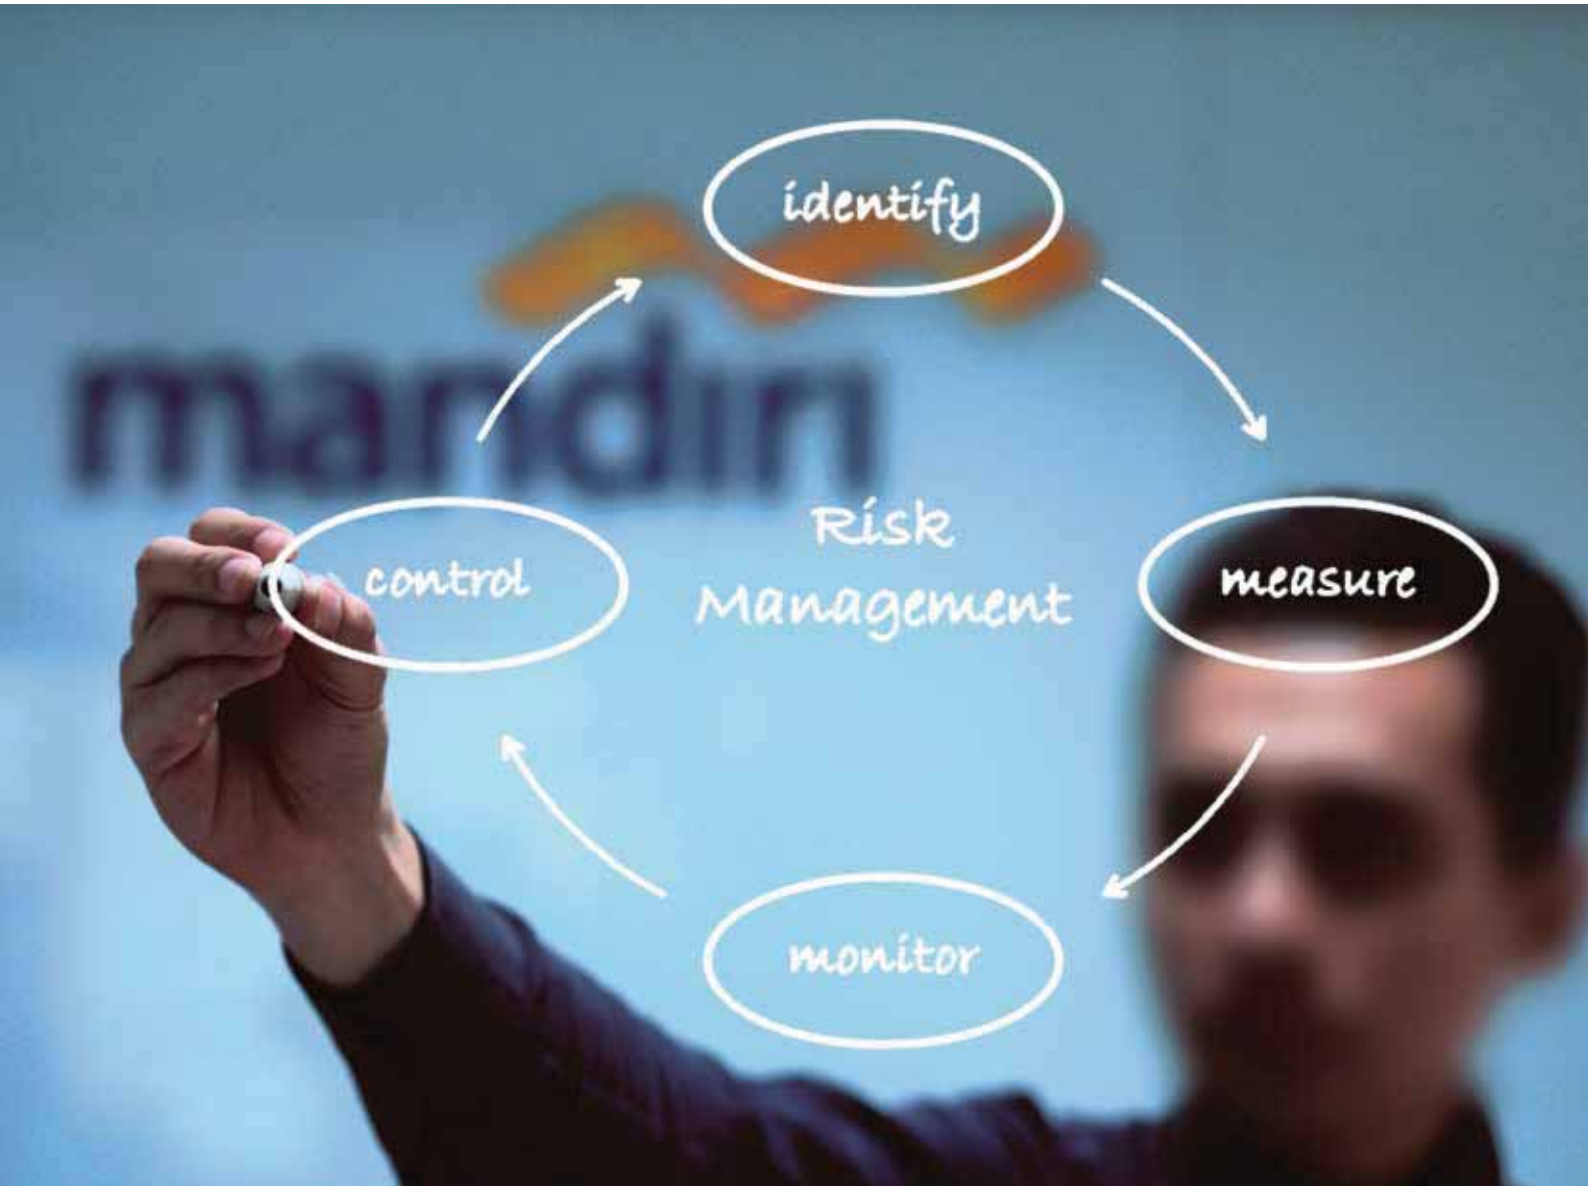 identify
mandiri
Risk
Management
control
measure
monitor